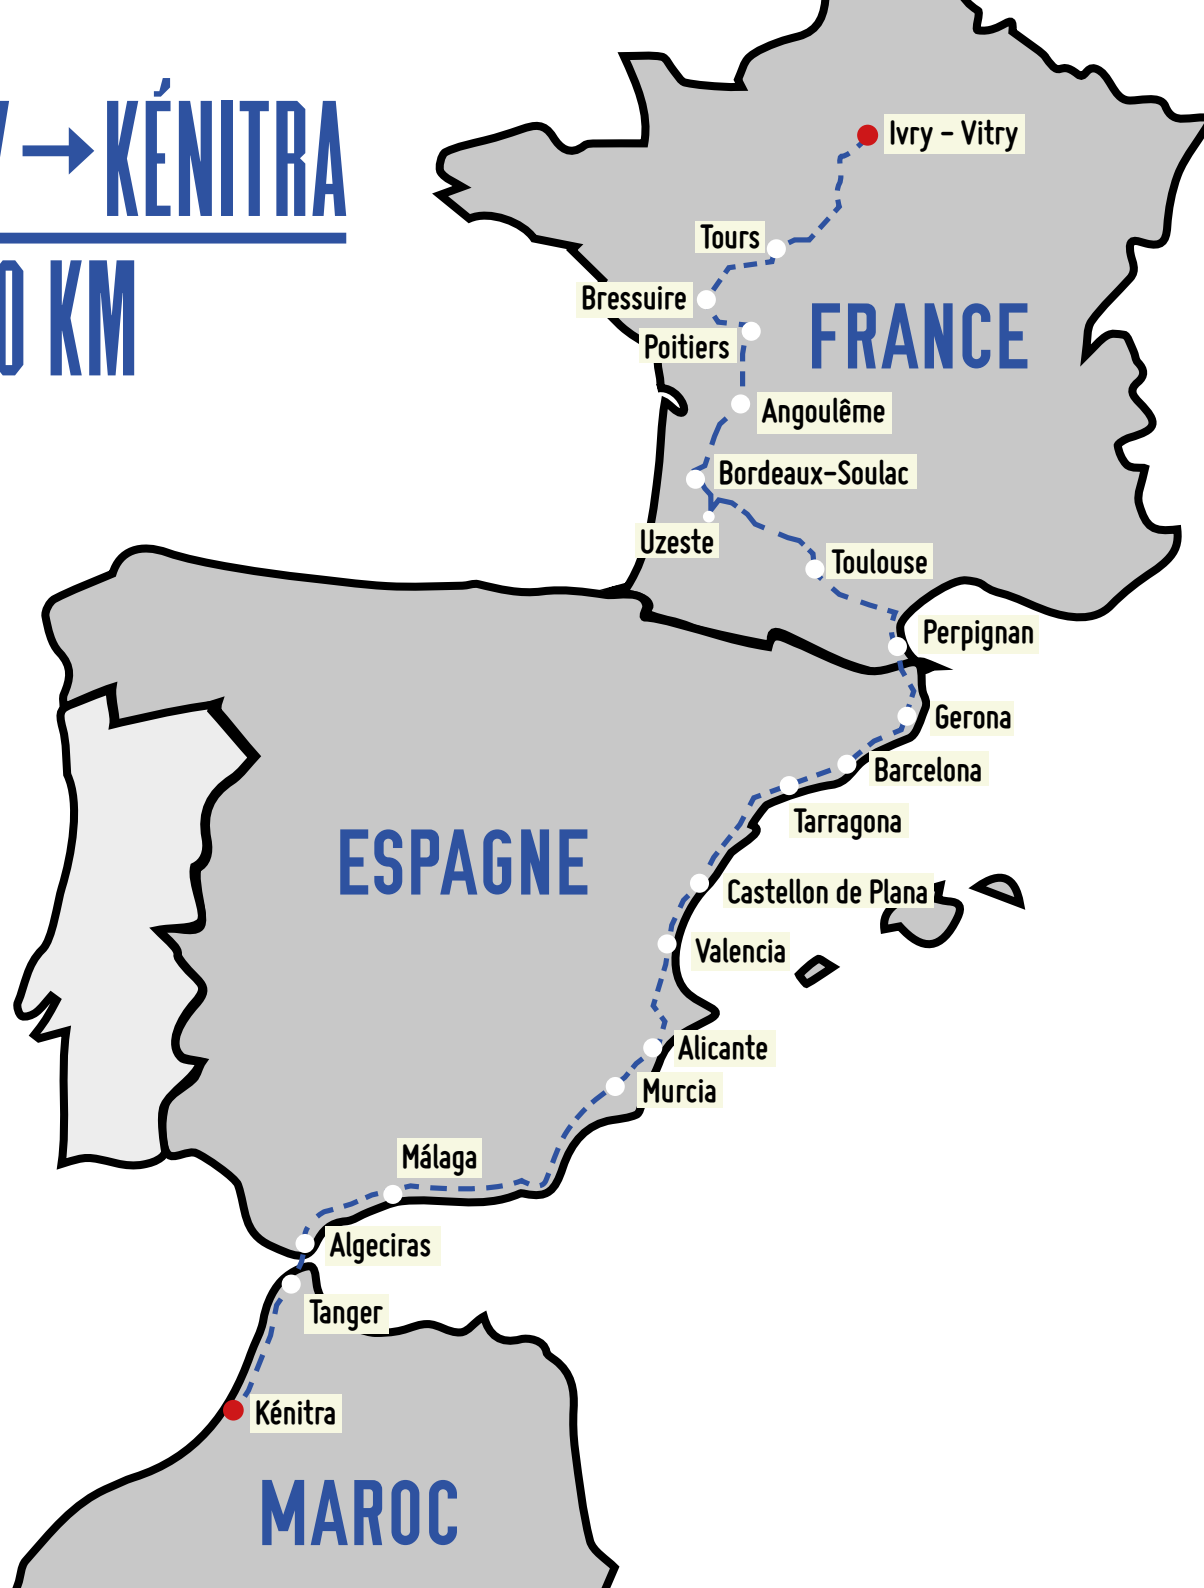 → KÉNITRA
0 KM
Ivry – Vitry
Tours
Bressuire
FRANCE
Poitiers
Angoulême
Bordeaux–Soulac
Uzeste
Toulouse
Perpignan
Gerona
Barcelona
Tarragona
ESPAGNE
Castellon de Plana
Valencia
Alicante
Murcia
Málaga
Algeciras
Tanger
Kénitra
MAROC